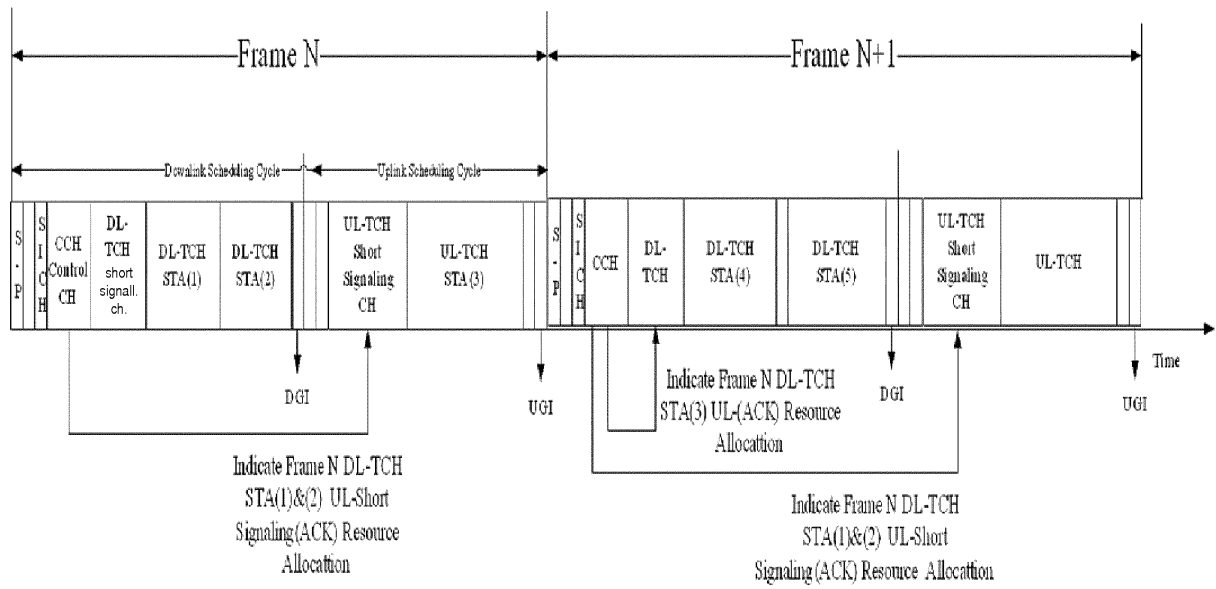 Frame N
Frame N+1
Downlink Scheduling Cycle
Uplink Scheduling Cycle
S-P
SICH
CCH
Control
CH
DL-
TCH
short
signall.
ch.
DL-TCH
STA(1)
DL-TCH
STA(2)
UL-TCH
Short
Signaling
CH
UL-TCH
STA(3)
S-P
SICH
CCH
DL-
TCH
DL-TCH
STA(4)
DL-TCH
STA(5)
UL-TCH
Short
Signaling
CH
UL-TCH
Time
DGI
UGI
DGI
UGI
Indicate Frame N DL-TCH
STA(3) UL-(ACK) Resource
Allocattion
Indicate Frame N DL-TCH
STA(1)&(2) UL-Short
Signaling(ACK) Resource
Allocattion
Indicate Frame N DL-TCH
STA(1)&(2) UL-Short
Signaling(ACK) Resource Allocattion